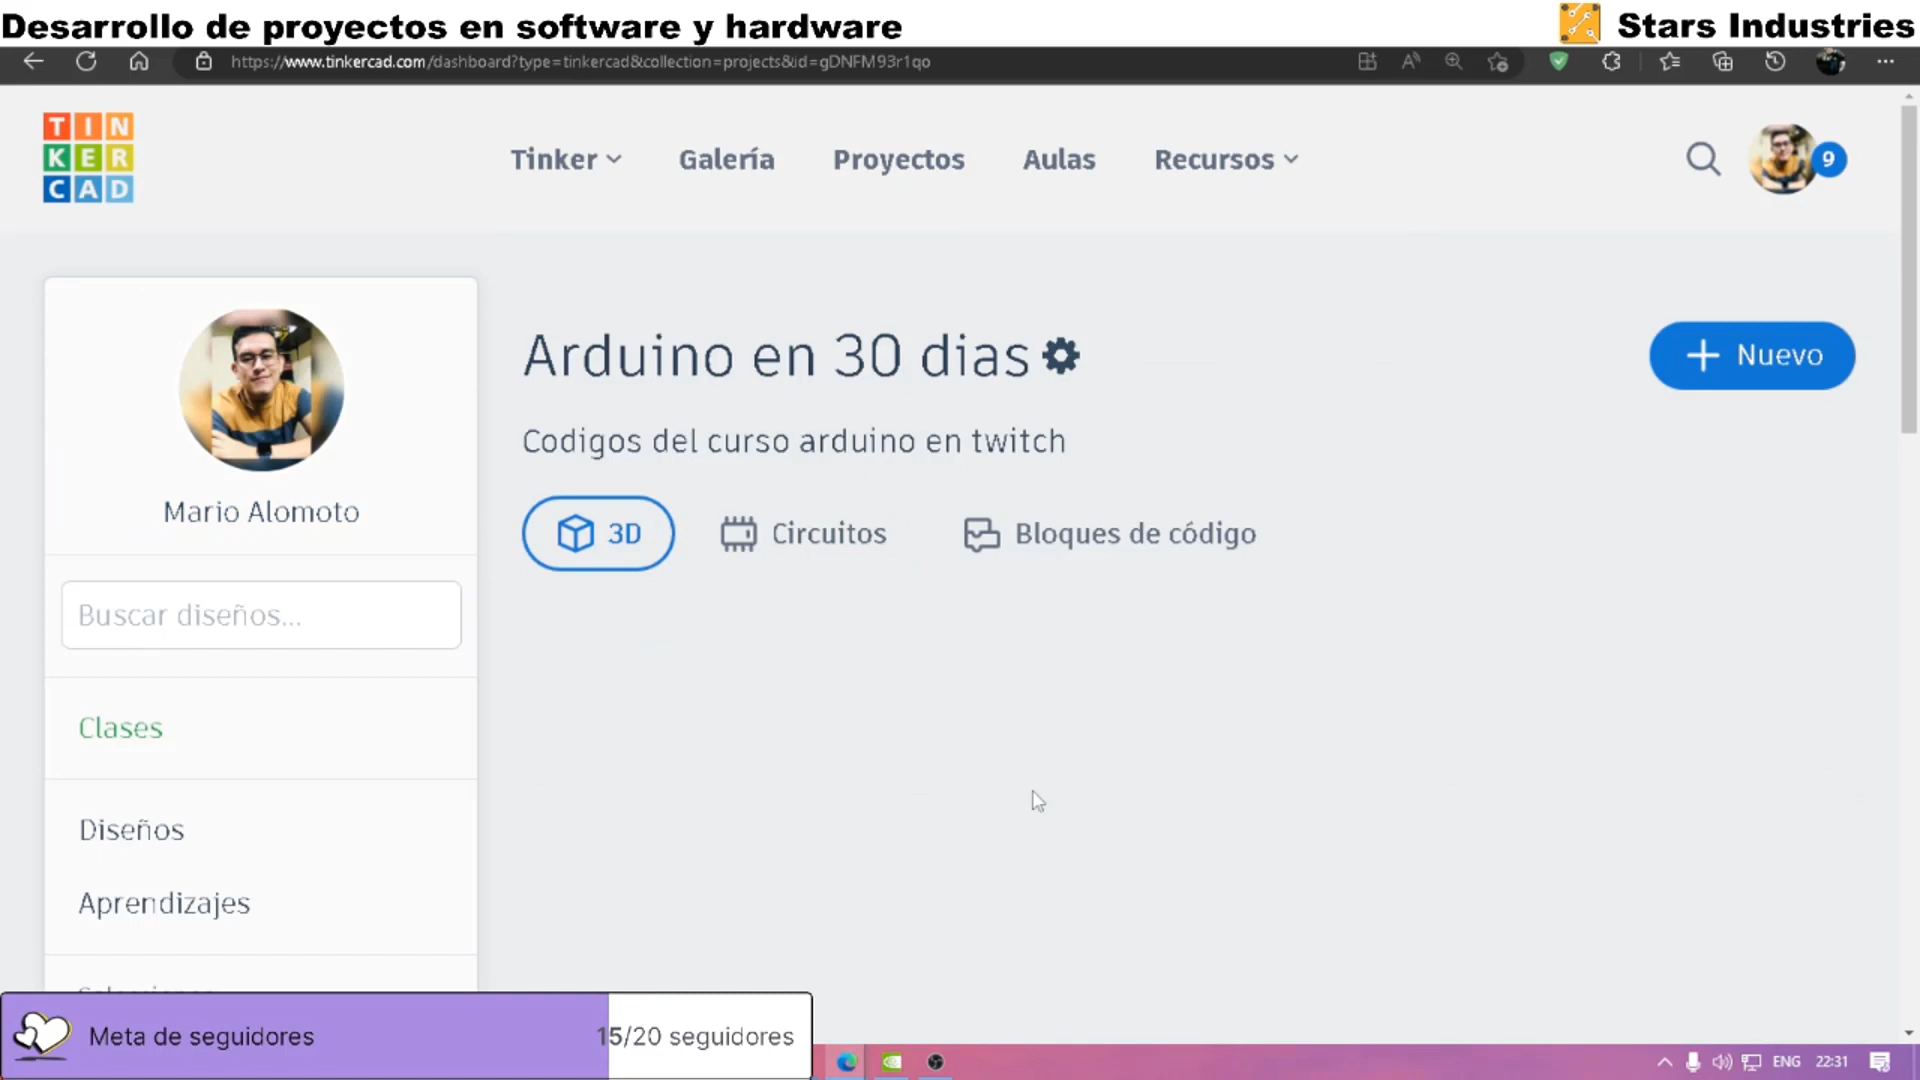 Desarrollo de proyectos en software y hardware
Stars Industries
https://www.tinkercad.com/dashboard?type=tinkercad&collection=projects&id=gDNFM93r1qo
TIN
KER
CAD
Tinker
Galería
Proyectos
Aulas
Recursos
9
Mario Alomoto
Buscar diseños...
Clases
Diseños
Aprendizajes
Arduino en 30 dias
+ Nuevo
Codigos del curso arduino en twitch
3D
Circuitos
Bloques de código
Meta de seguidores
15/20 seguidores
ENG
22:31